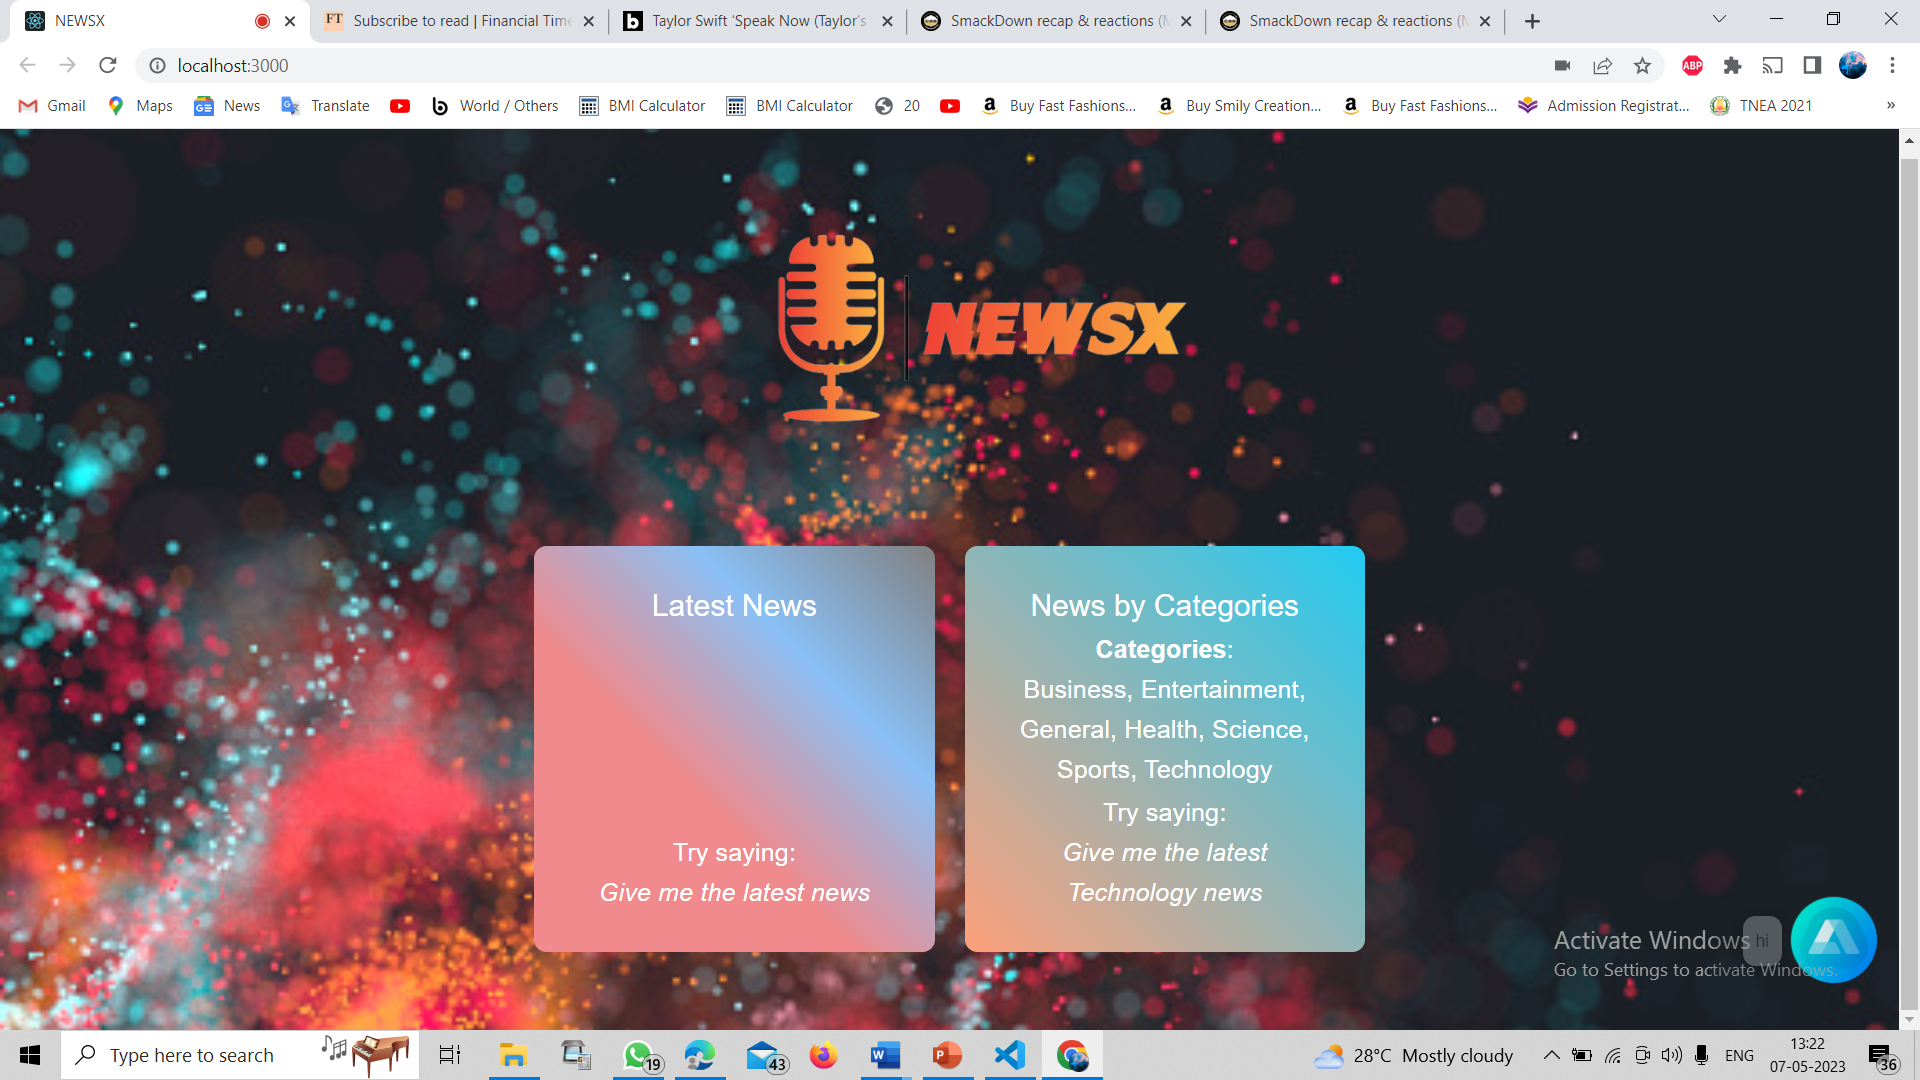 NEWSX
FT Subscribe to read | Financial Time
b Taylor Swift 'Speak Now (Taylor's
SmackDown recap & reactions (M
SmackDown recap & reactions (M
localhost:3000
ABP
Gmail
Maps
News
Translate
World / Others
BMI Calculator
BMI Calculator
20
Buy Fast Fashions...
Buy Smily Creation...
Buy Fast Fashions...
Admission Registrat...
TNEA 2021
»
NEWSX
Latest News
Try saying:
Give me the latest news
News by Categories
Categories:
Business, Entertainment,
General, Health, Science,
Sports, Technology
Try saying:
Give me the latest
Technology news
hi
Activate Windows
Go to Settings to activate Windows.
Type here to search
19
43
28°C Mostly cloudy
ENG
13:22
07-05-2023
36